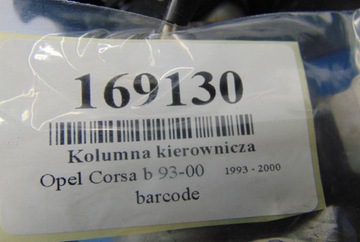 169130
Kolumna kierownicza
Opel Corsa b 93-00 1993 - 2000
barcode